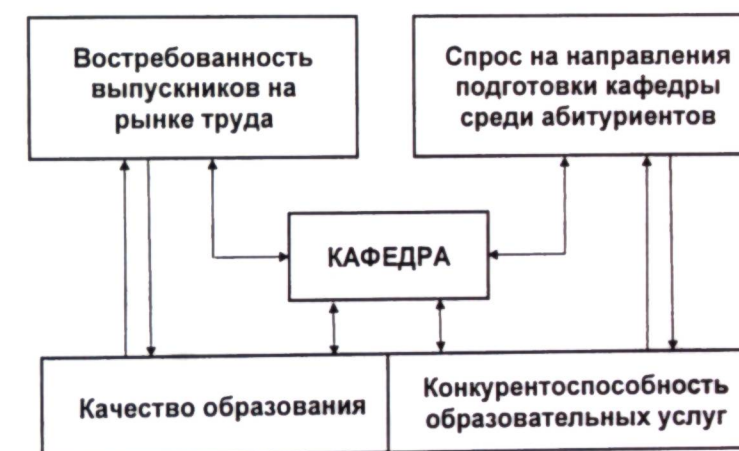 Востребованность
выпускников на
рынке труда
Спрос на направления
подготовки кафедры
среди абитуриентов
КАФЕДРА
Качество образования
Конкурентоспособность
образовательных услуг